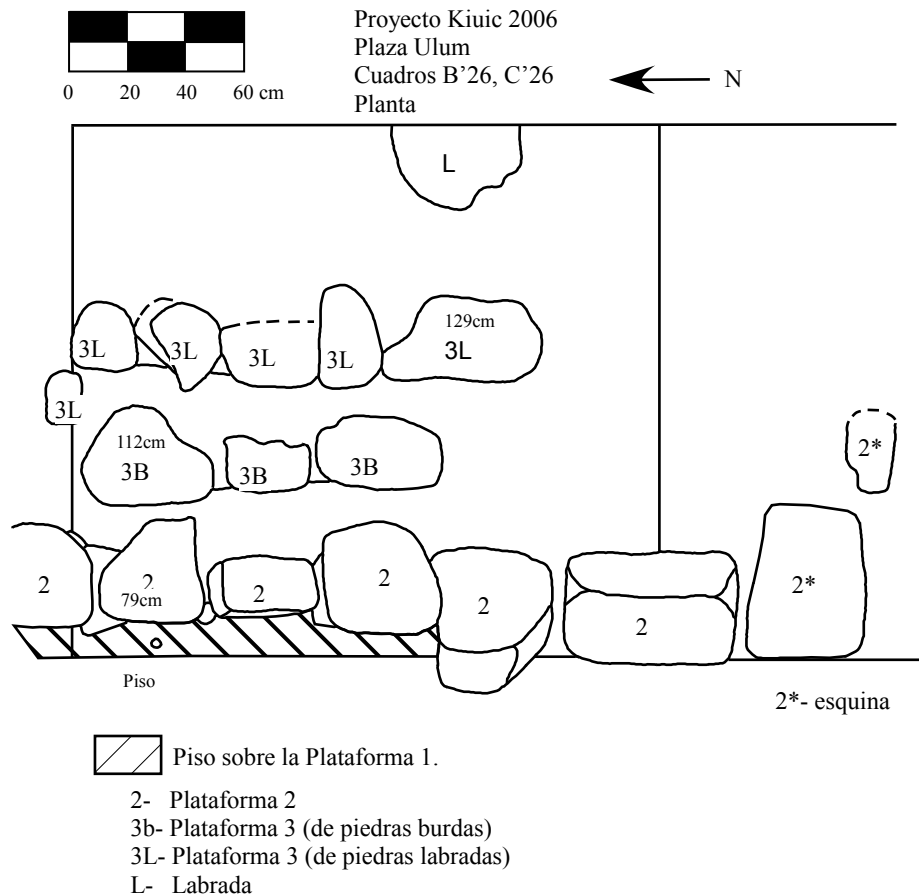 Proyecto Kiuic 2006
Plaza Ulum
Cuadros B’26, C’26
Planta
0 20 40 60 cm
N
L
129cm
3L 3L 3L 3L 3L
3L
112cm
3B 3B 3B
2*
2 2 2 2 2 2 2*
79cm
Piso
2*- esquina
Piso sobre la Plataforma 1.
2- Plataforma 2
3b- Plataforma 3 (de piedras burdas)
3L- Plataforma 3 (de piedras labradas)
L- Labrada